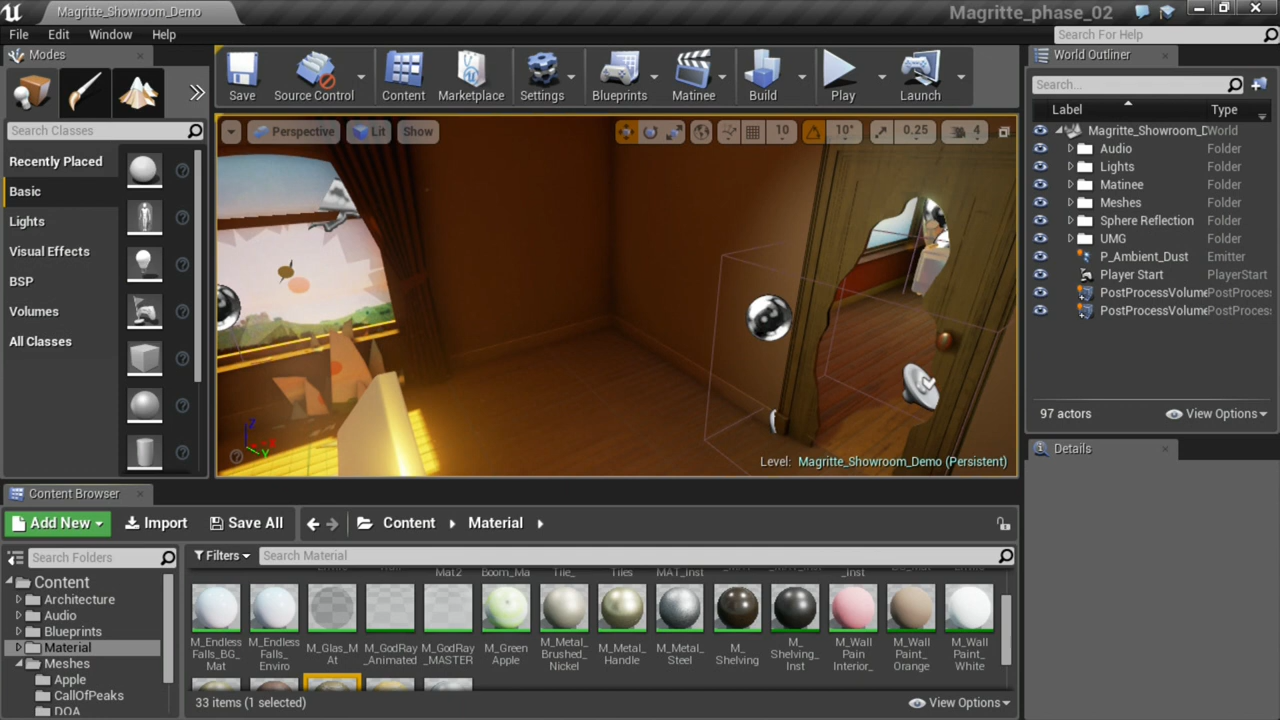 Magritte_Showroom_Demo
Magritte_phase_02
File Edit Window Help
Search For Help
Modes
World Outliner
Save
Source Control
Content
Marketplace
Settings
Blueprints
Matinee
Build
Play
Launch
Search...
Label Type
Search Classes
Perspective Lit Show
10 10° 0.25 4
Magritte_Showroom_D World
Audio Folder
Lights Folder
Matinee Folder
Meshes Folder
Sphere Reflection Folder
UMG Folder
P_Ambient_Dust Emitter
Player Start PlayerStart
PostProcessVolume PostProcess
PostProcessVolume PostProcess
Recently Placed
Basic
Lights
Visual Effects
BSP
Volumes
All Classes
97 actors View Options
Z
X
Y
Level: Magritte_Showroom_Demo (Persistent)
Details
Content Browser
Add New Import Save All Content Material
Search Folders
Filters Search Material
Content
Architecture
Audio
Blueprints
Material
Meshes
Apple
CallOfPeaks
DOA
Mat2
Boom_Ma
Tile_
Tiles
MAT_Inst
_Inst
M_Endless
Falls_BG_
Mat
M_Endless
Falls_
Enviro
M_Glas_M
At
M_GodRay
_Animated
M_GodRay
_MASTER
M_Green
Apple
M_Metal_
Brushed_
Nickel
M_Metal_
Handle
M_Metal_
Steel
M_
Shelving
M_
Shelving_
Inst
M_Wall
Pain
Interior_
M_Wall
Paint_
Orange
M_Wall
Paint_
White
33 items (1 selected) View Options